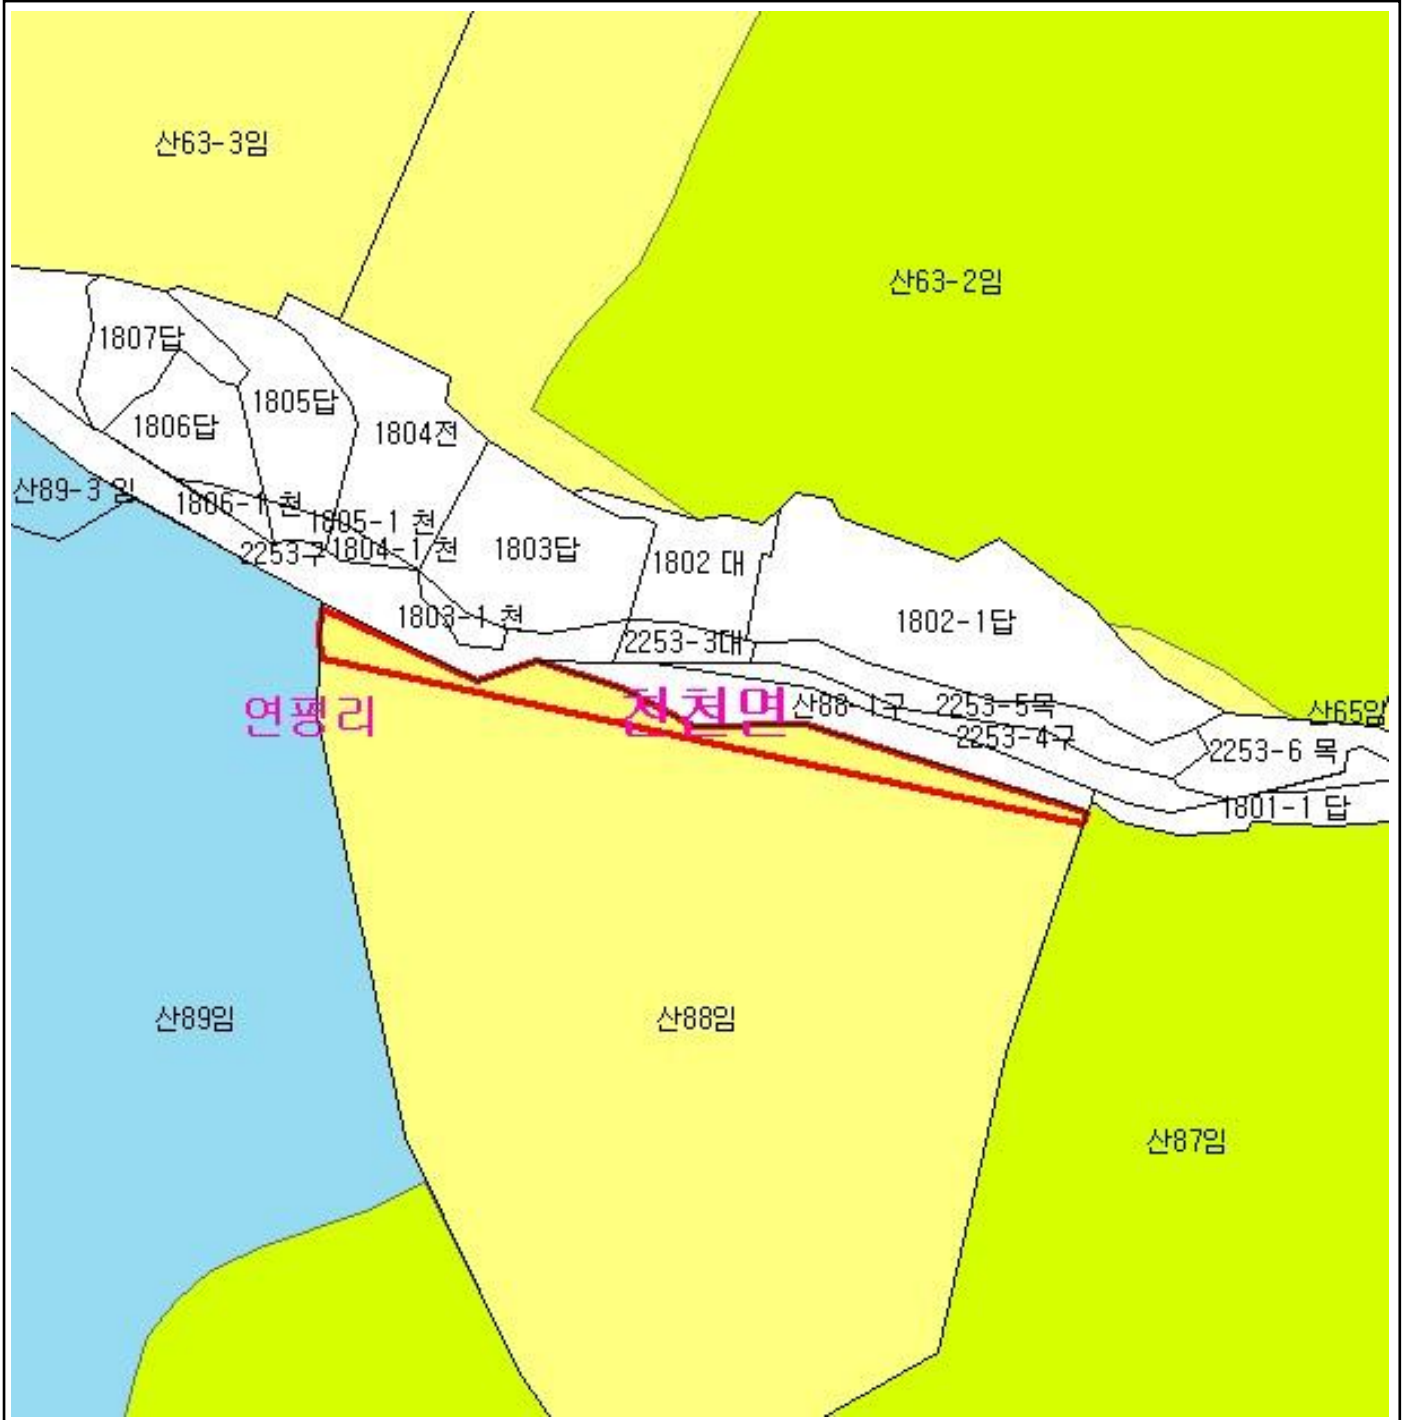 산63-3임
산63-2임
1807답
1805답
1806답
1804전
산89-3 임
1806-1 천
1805-1 천
2253구
1804-1 천
1803답
1802 대
1803-1 천
2253-3대
1802-1답
연평리
산88-1구
2253-5목
산65임
2253-4구
2253-6 목
1801-1 답
산89임
산88임
산87임